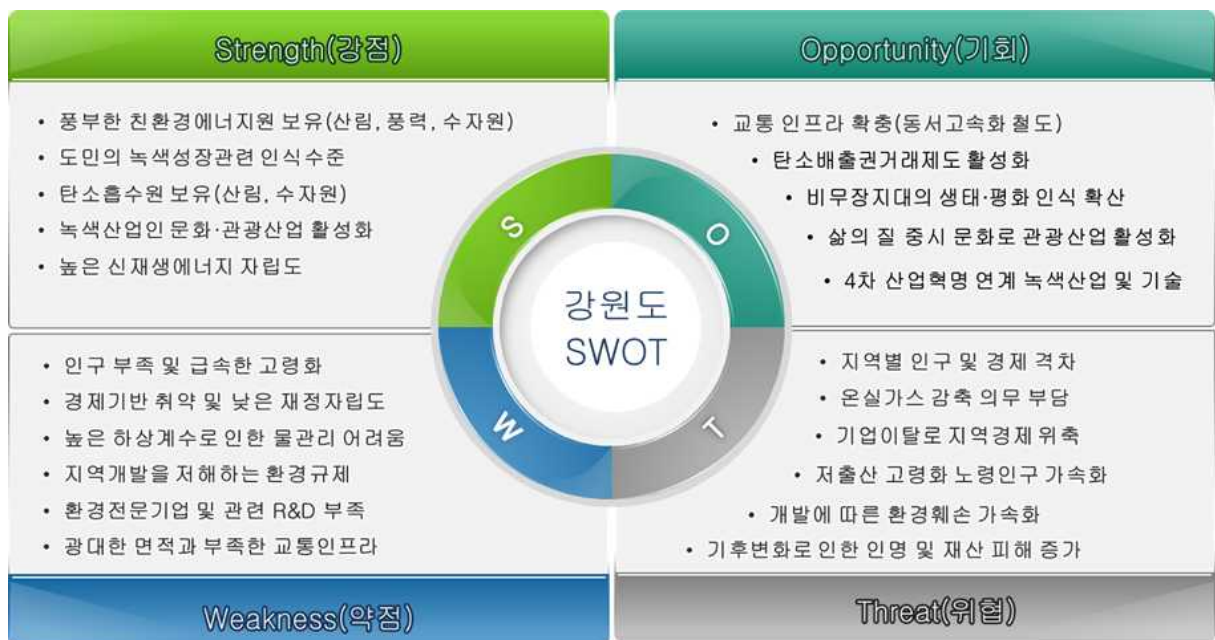 Strength(강점)
• 풍부한 친환경에너지원 보유(산림, 풍력, 수자원)
• 도민의 녹색성장관련 인식수준
• 탄소흡수원 보유(산림, 수자원)
• 녹색산업인 문화·관광산업 활성화
• 높은 신재생에너지 자립도
Opportunity(기회)
• 교통 인프라 확충(동서고속화 철도)
• 탄소배출권거래제도 활성화
• 비무장지대의 생태·평화 인식 확산
• 삶의 질 중시 문화로 관광산업 활성화
• 4차 산업혁명 연계 녹색산업 및 기술
S
O
강원도
SWOT
W
T
• 인구 부족 및 급속한 고령화
• 경제기반 취약 및 낮은 재정자립도
• 높은 하상계수로 인한 물관리 어려움
• 지역개발을 저해하는 환경규제
• 환경전문기업 및 관련 R&D 부족
• 광대한 면적과 부족한 교통인프라
Weakness(약점)
• 지역별 인구 및 경제 격차
• 온실가스 감축 의무 부담
• 기업이탈로 지역경제 위축
• 저출산 고령화 노령인구 가속화
• 개발에 따른 환경훼손 가속화
• 기후변화로 인한 인명 및 재산 피해 증가
Threat(위협)